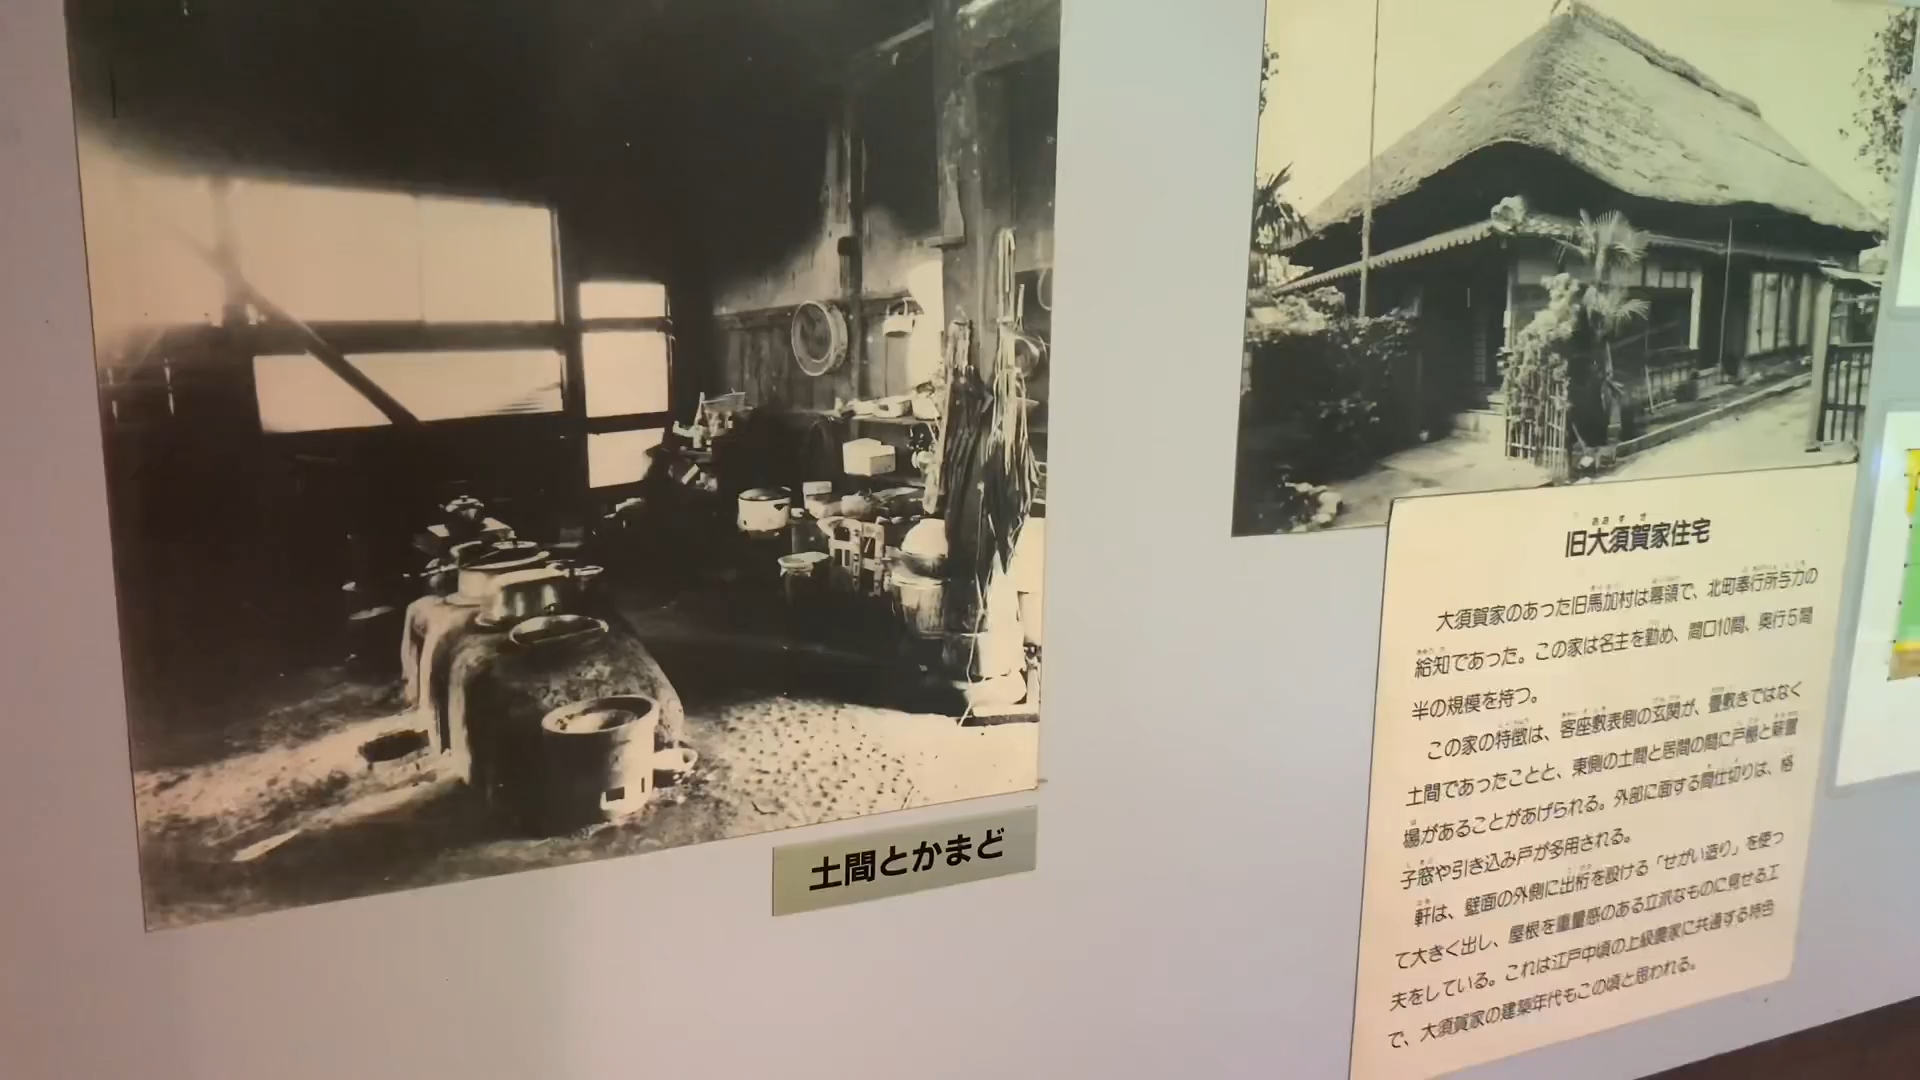 土間とかまど
おおすか
旧大須賀家住宅
大須賀家のあった旧馬加村は幕領で、北町奉行所与力の
給知であった。この家は名主を勤め、間口10間、奥行5間
半の規模を持つ。
この家の特徴は、客座敷表側の玄関が、畳敷きではなく
土間であったことと、東側の土間と居間の間に戸棚と薪置
場があることがあげられる。外部に面する間仕切りは、格
子窓や引き込み戸が多用される。
軒は、壁面の外側に出桁を設ける「せがい造り」を使っ
て大きく出し、屋根を重量感のある立派なものに見せる工
夫をしている。これは江戸中頃の上級農家に共通する特色
で、大須賀家の建築年代もこの頃と思われる。